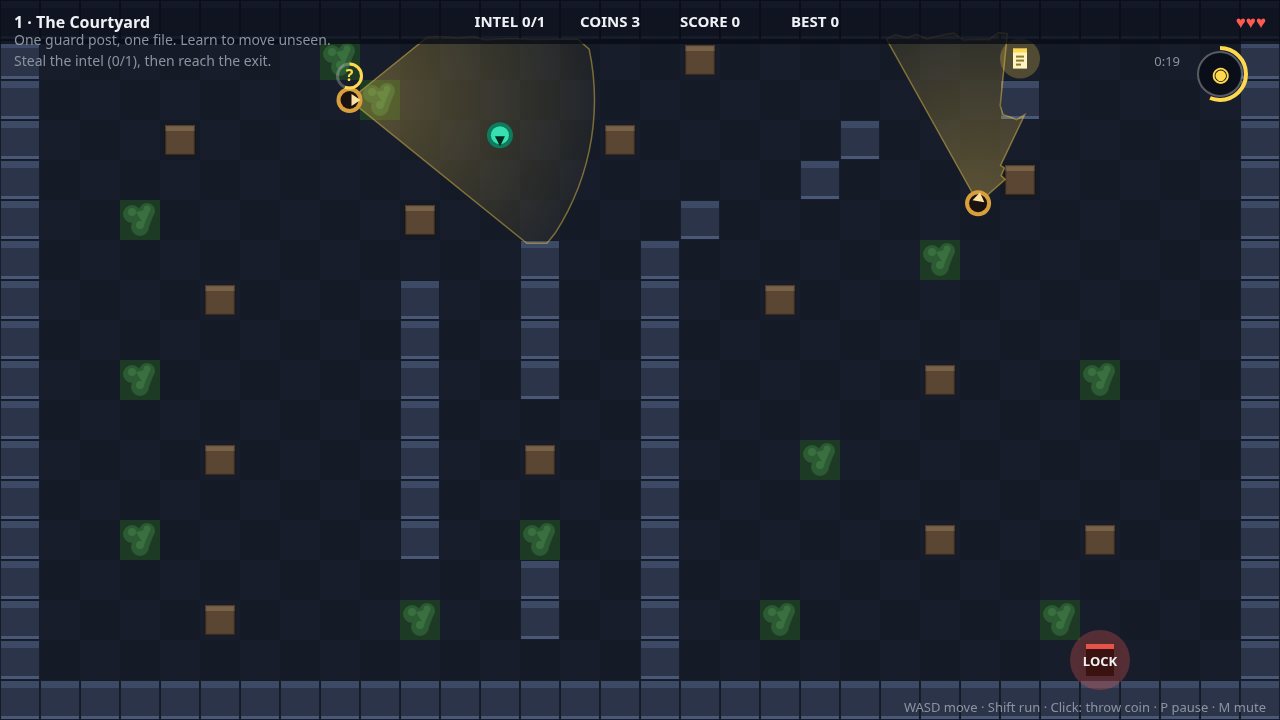 1 · The Courtyard
INTEL 0/1
COINS 3
SCORE 0
BEST 0
♥♥♥
One guard post, one file. Learn to move unseen.
Steal the intel (0/1), then reach the exit.
0:19
?
LOCK
WASD move · Shift run · Click: throw coin · P pause · M mute